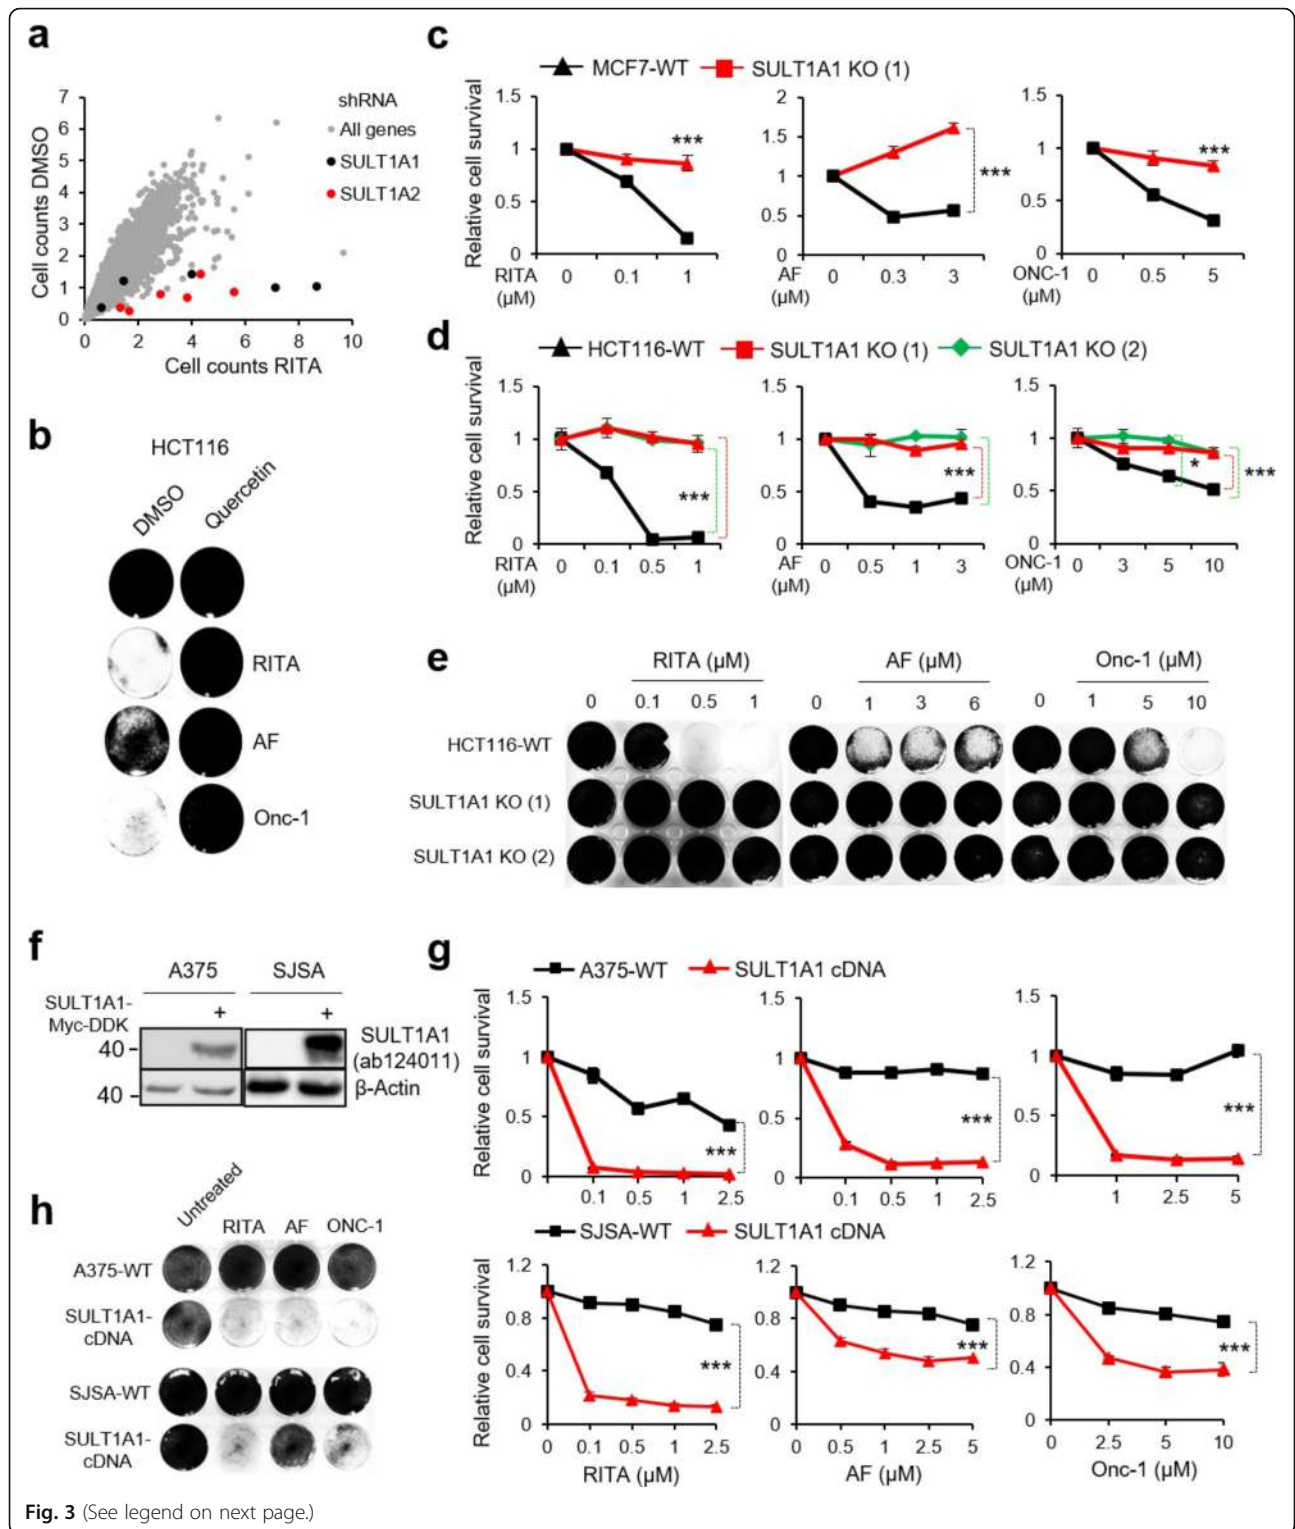 a
shRNA
All genes
SULT1A1
SULT1A2
Cell counts DMSO
7
6
5
4
3
2
1
0
0 2 4 6 8 10
Cell counts RITA
b
HCT116
DMSO Quercetin
RITA
AF
Onc-1
c
MCF7-WT SULT1A1 KO (1)
Relative cell survival
1.5
1
0.5
0
***
RITA (µM) 0 0.1 1
2
1.5
1
0.5
0
***
AF (µM) 0 0.3 3
1.5
1
0.5
0
***
ONC-1 (µM) 0 0.5 5
d
HCT116-WT SULT1A1 KO (1) SULT1A1 KO (2)
Relative cell survival
1.5
1
0.5
0
***
RITA (µM) 0 0.1 0.5 1
1.5
1
0.5
0
***
AF (µM) 0 0.5 1 3
1.5
1
0.5
0
* ***
ONC-1 (µM) 0 3 5 10
e
RITA (µM) AF (µM) Onc-1 (µM)
0 0.1 0.5 1 0 1 3 6 0 1 5 10
HCT116-WT
SULT1A1 KO (1)
SULT1A1 KO (2)
f
A375 SJSA
SULT1A1-
Myc-DDK + +
40 SULT1A1
(ab124011)
40 β-Actin
g
A375-WT SULT1A1 cDNA
Relative cell survival
1.5
1
0.5
0
***
0.1 0.5 1 2.5
1.5
1
0.5
0
***
0.1 0.5 1 2.5
1.5
1
0.5
0
***
1 2.5 5
SJSA-WT SULT1A1 cDNA
Relative cell survival
1.2
0.8
0.4
0
***
0 0.1 0.5 1 2.5
RITA (µM)
1.2
0.8
0.4
0
***
0 0.5 1 2.5 5
AF (µM)
1.2
0.8
0.4
0
***
0 2.5 5 10
Onc-1 (µM)
h
Untreated RITA AF ONC-1
A375-WT
SULT1A1-
cDNA
SJSA-WT
SULT1A1-
cDNA
Fig. 3 (See legend on next page.)